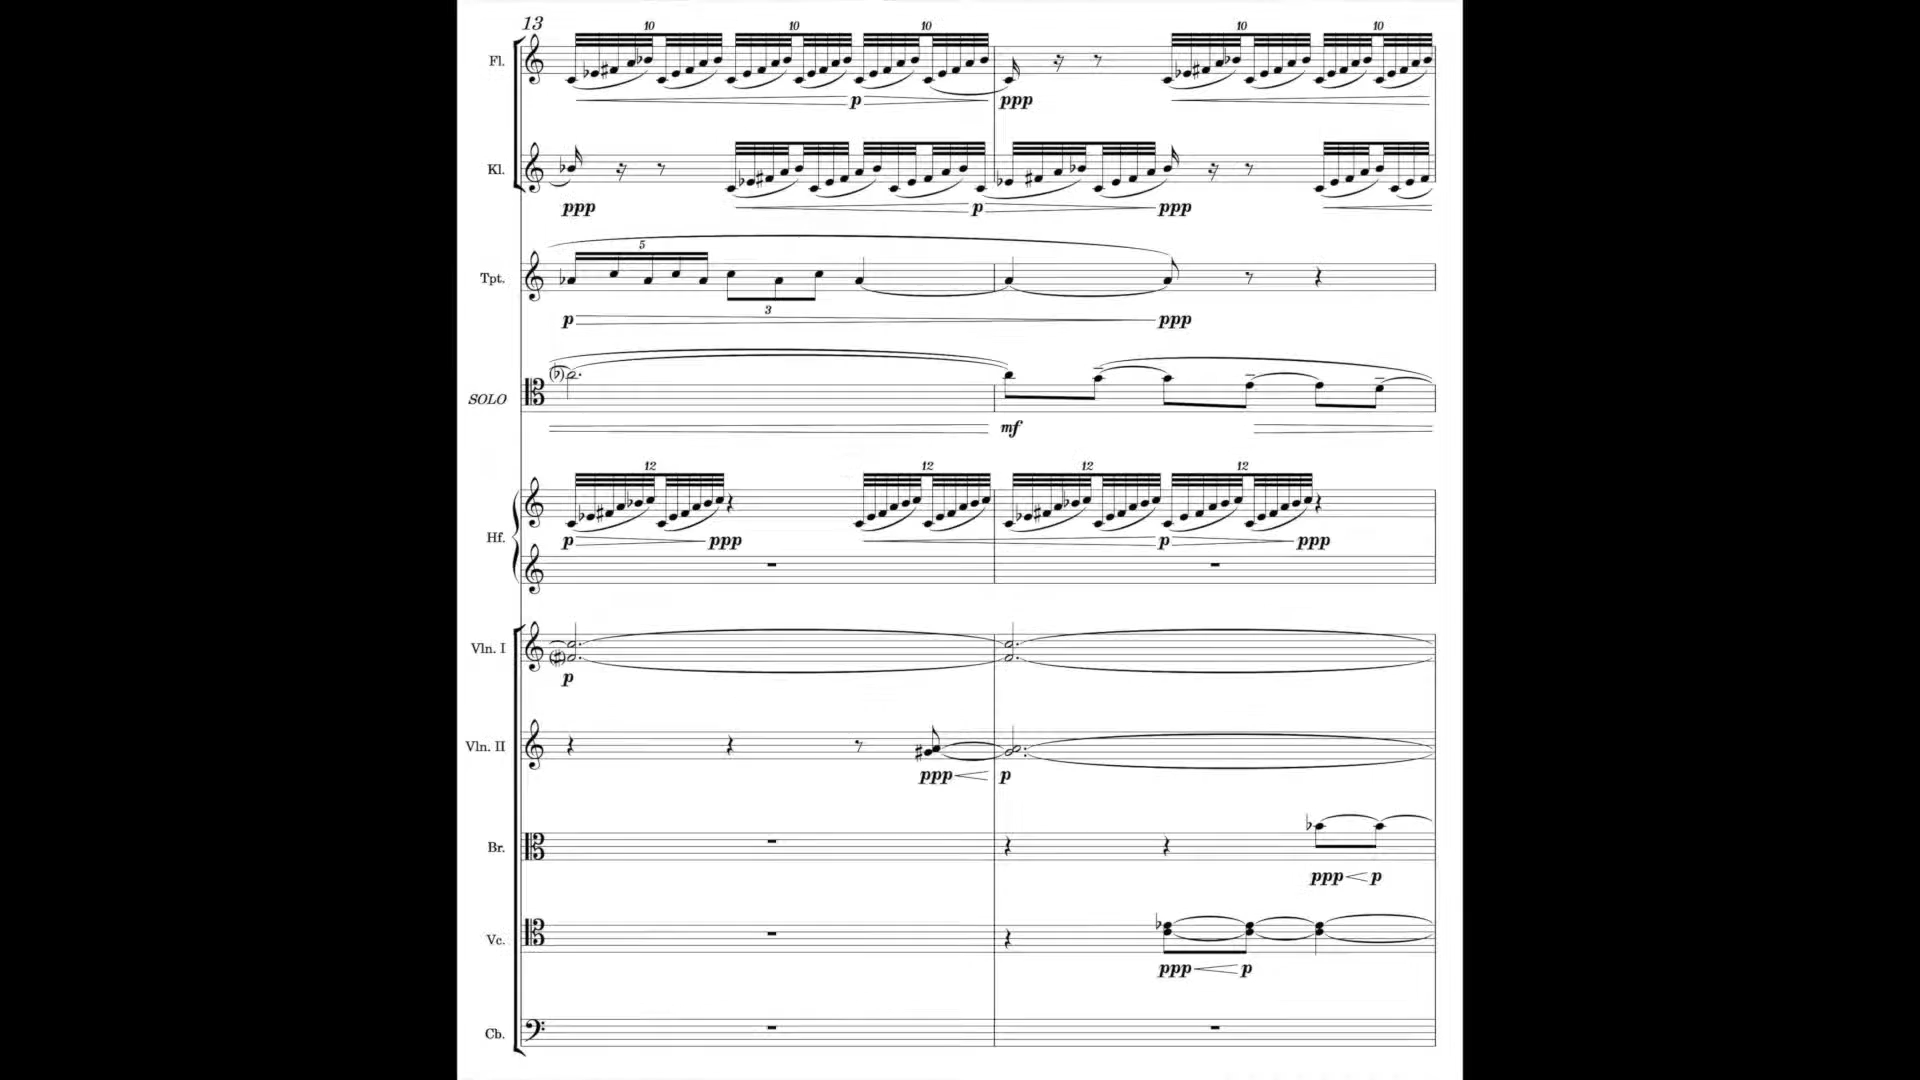 13
10 10 10 10 10
Fl.
p ppp
Kl.
ppp p ppp
5
Tpt.
3
p ppp
SOLO
mf
12 12 12 12
Hf.
p ppp p ppp
Vln. I
p
Vln. II
ppp p
Br.
ppp p
Vc.
ppp p
Cb.